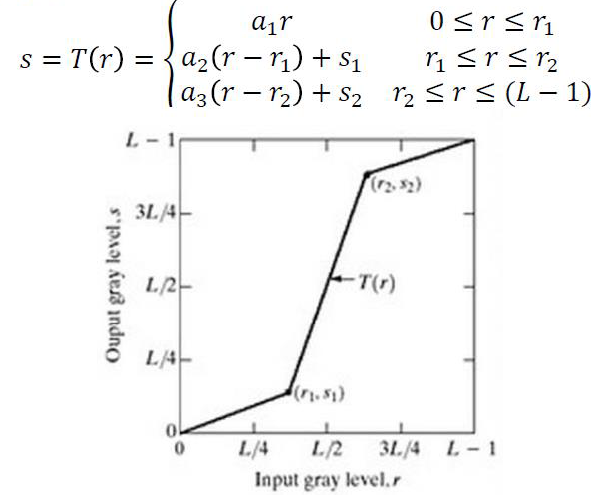 a₁r 0 ≤ r ≤ r₁
s = T(r) = { a₂(r − r₁) + s₁ r₁ ≤ r ≤ r₂
a₃(r − r₂) + s₂ r₂ ≤ r ≤ (L − 1)
L − 1
(r₂, s₂)
3L/4
L/2
T(r)
L/4
(r₁, s₁)
0
0 L/4 L/2 3L/4 L − 1
Ouput gray level, s
Input gray level, r